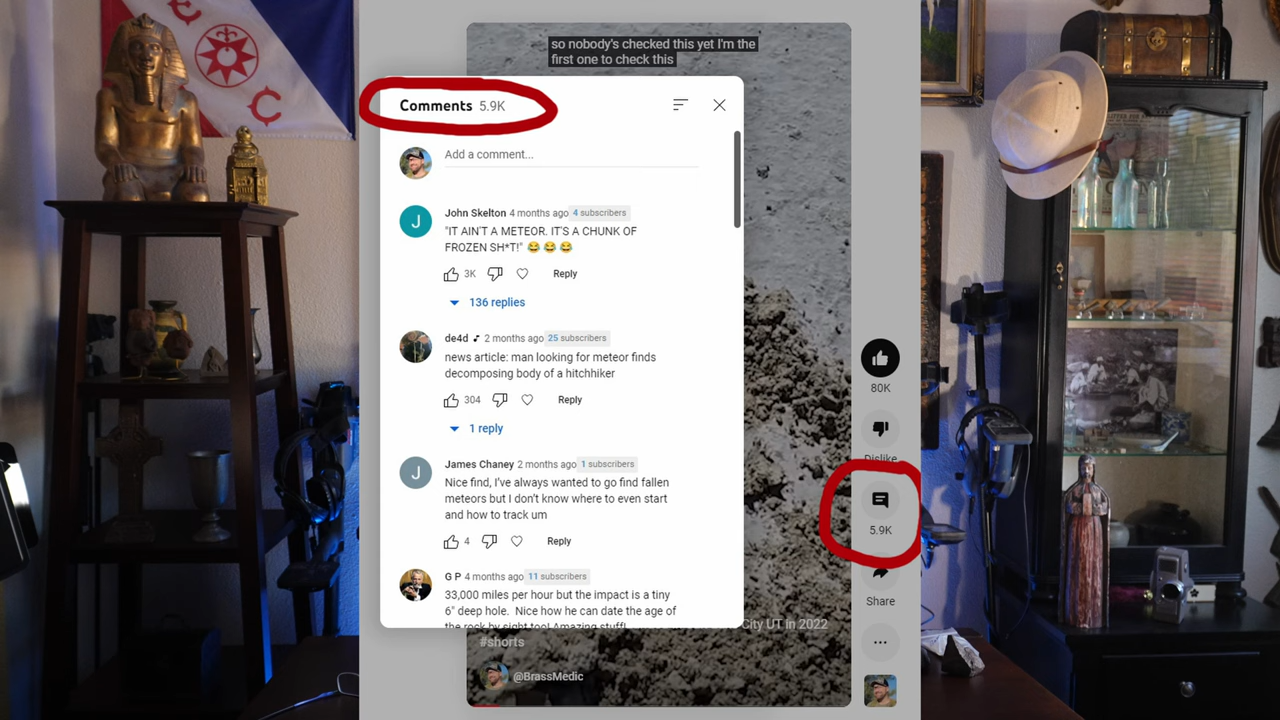 so nobody's checked this yet I'm the
first one to check this
Comments 5.9K
Add a comment...
J
John Skelton 4 months ago 4 subscribers
"IT AIN'T A METEOR. IT'S A CHUNK OF
FROZEN SH*T!" 😂 😂 😂
3K Reply
136 replies
de4d 2 months ago 25 subscribers
news article: man looking for meteor finds
decomposing body of a hitchhiker
304 Reply
1 reply
J
James Chaney 2 months ago 1 subscribers
Nice find, I've always wanted to go find fallen
meteors but I don't know where to even start
and how to track um
4 Reply
G P 4 months ago 11 subscribers
33,000 miles per hour but the impact is a tiny
6" deep hole. Nice how he can date the age of
the rock by sight too! Amazing stuff!
City UT in 2022
#shorts
@BrassMedic
80K
Dislike
5.9K
Share